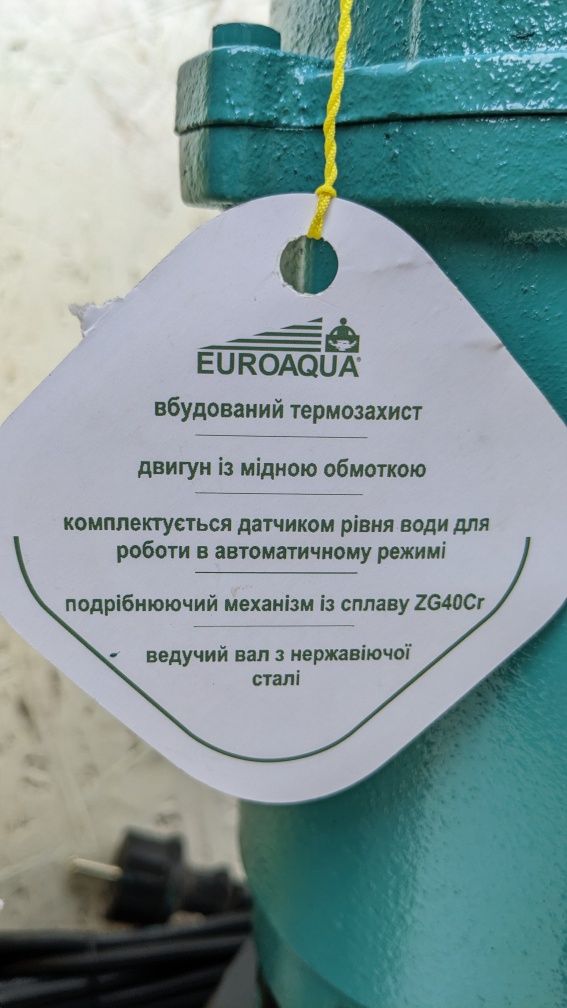 EUROAQUA®
вбудований термозахист
двигун із мідною обмоткою
комплектується датчиком рівня води для
роботи в автоматичному режимі
подрібнюючий механізм із сплаву ZG40Cr
ведучий вал з нержавіючої
сталі